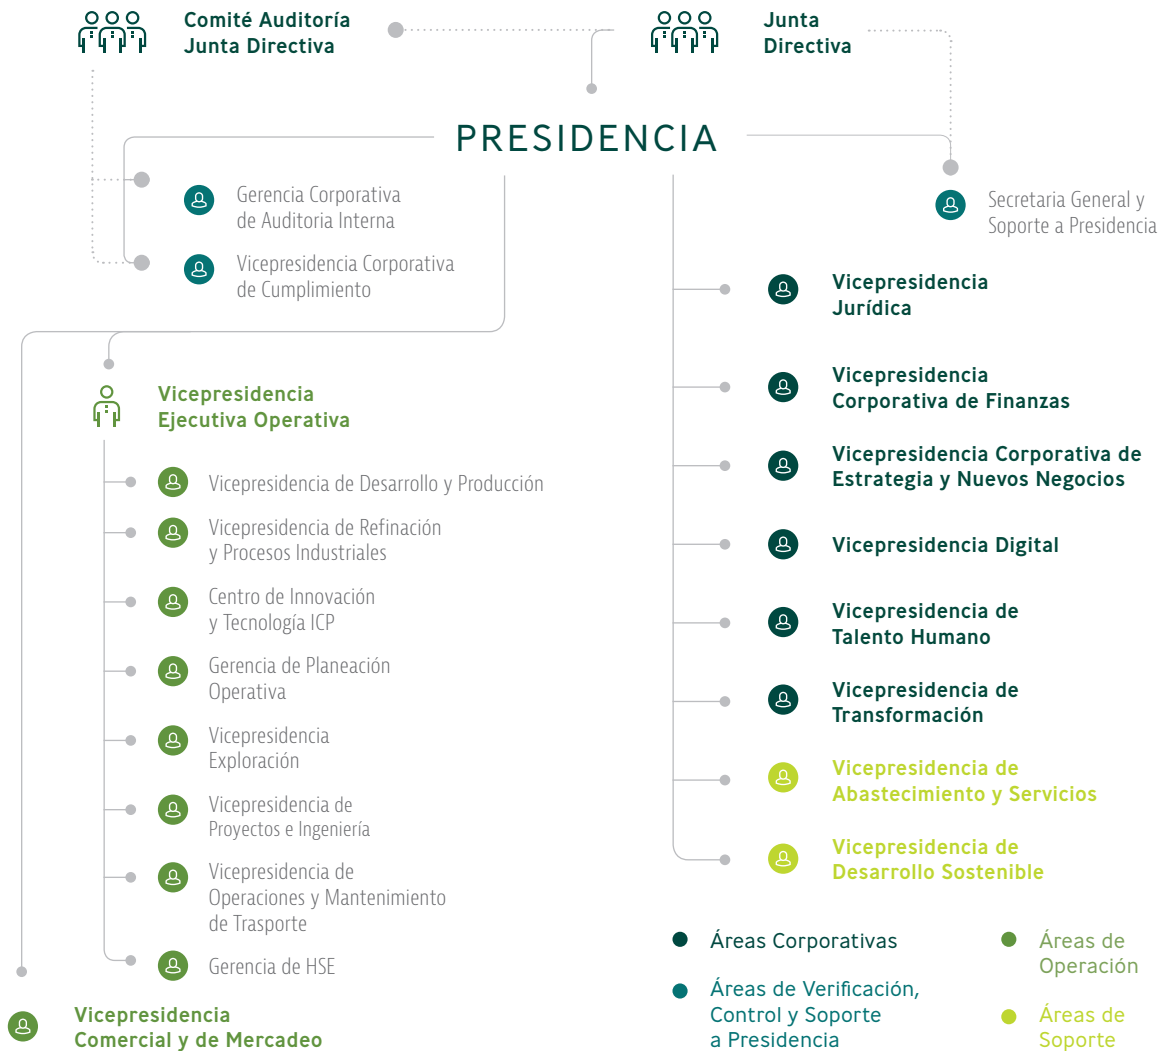 Comité Auditoría
Junta Directiva
Junta
Directiva
PRESIDENCIA
Gerencia Corporativa
de Auditoria Interna
Vicepresidencia Corporativa
de Cumplimiento
Secretaria General y
Soporte a Presidencia
Vicepresidencia
Ejecutiva Operativa
Vicepresidencia de Desarrollo y Producción
Vicepresidencia de Refinación
y Procesos Industriales
Centro de Innovación
y Tecnología ICP
Gerencia de Planeación
Operativa
Vicepresidencia
Exploración
Vicepresidencia de
Proyectos e Ingeniería
Vicepresidencia de
Operaciones y Mantenimiento
de Trasporte
Gerencia de HSE
Vicepresidencia
Comercial y de Mercadeo
Vicepresidencia
Jurídica
Vicepresidencia
Corporativa de Finanzas
Vicepresidencia Corporativa de
Estrategia y Nuevos Negocios
Vicepresidencia Digital
Vicepresidencia de
Talento Humano
Vicepresidencia de
Transformación
Vicepresidencia de
Abastecimiento y Servicios
Vicepresidencia de
Desarrollo Sostenible
Áreas Corporativas
Áreas de Verificación,
Control y Soporte
a Presidencia
Áreas de
Operación
Áreas de
Soporte